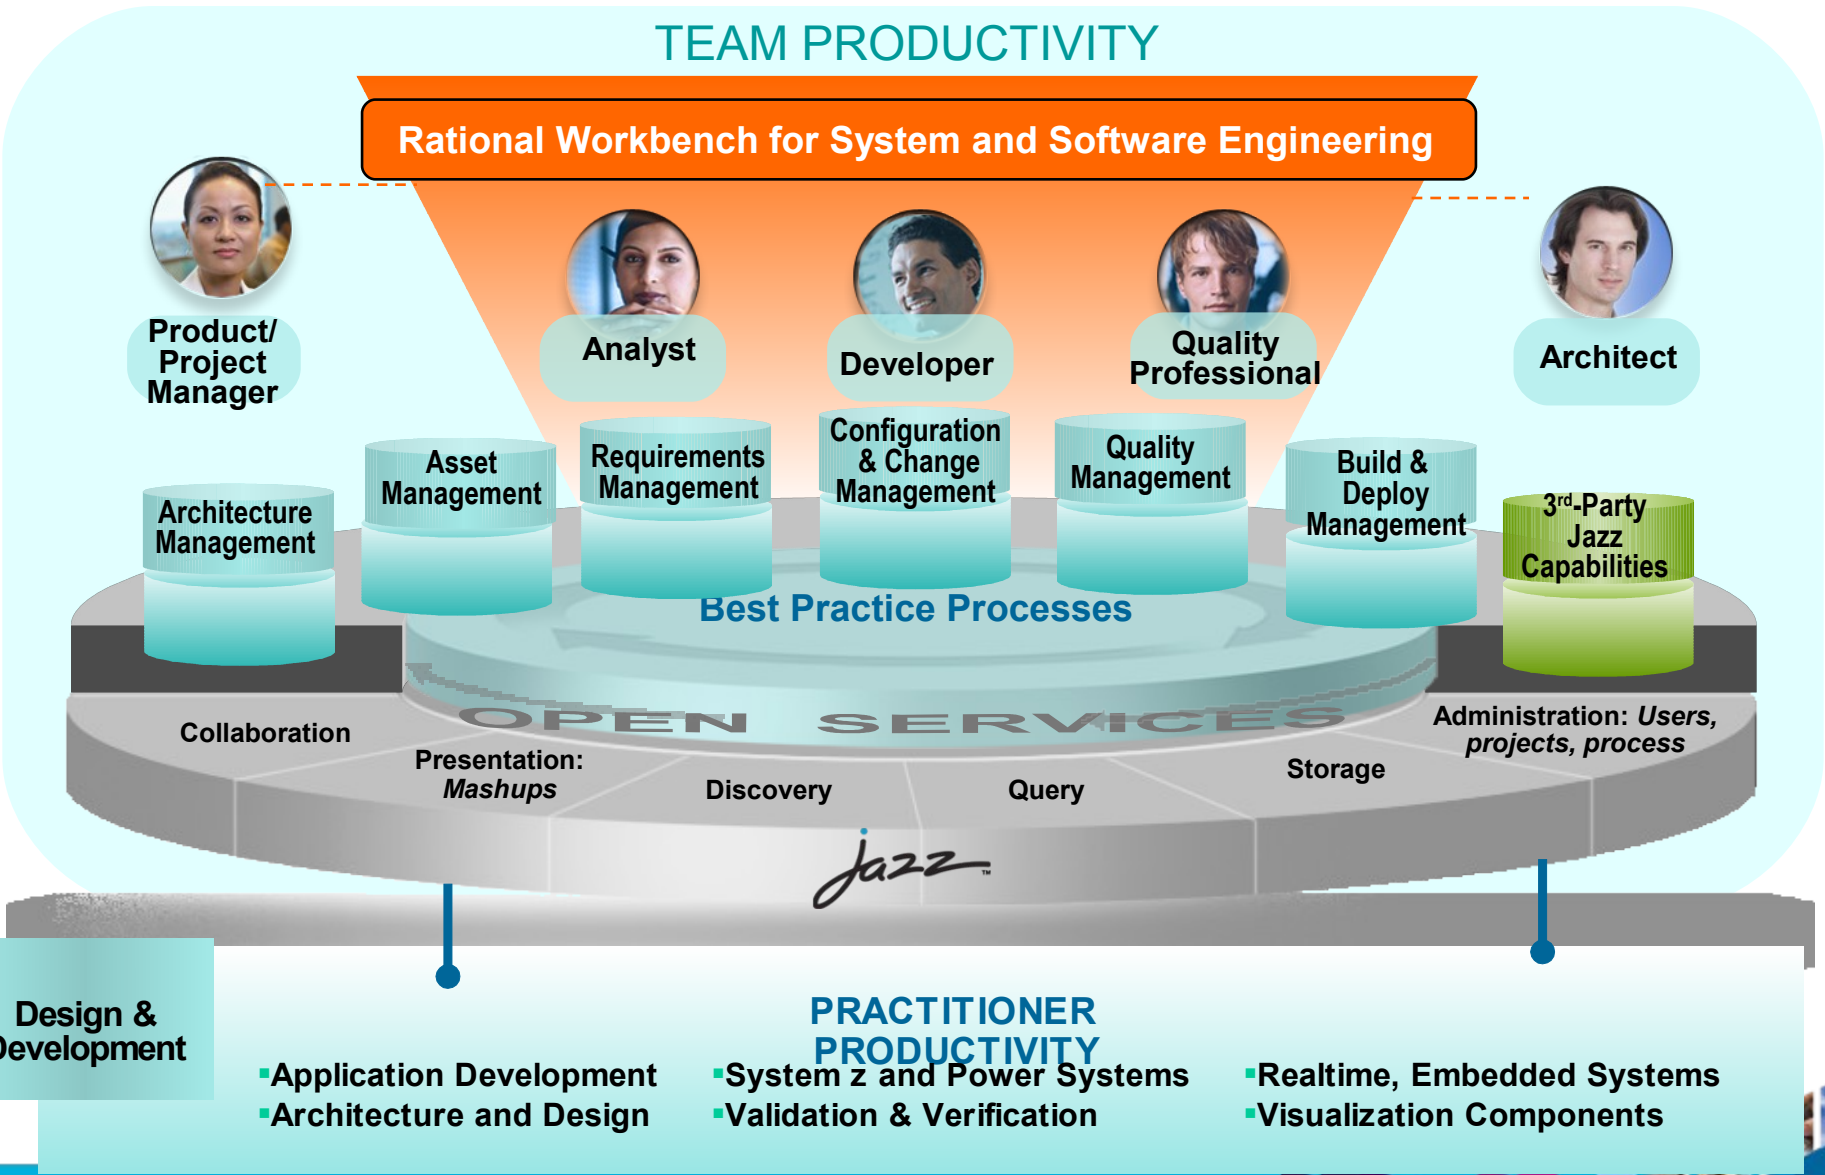 TEAM PRODUCTIVITY
Rational Workbench for System and Software Engineering
Product/
Project
Manager
Analyst
Developer
Quality
Professional
Architect
Architecture
Management
Asset
Management
Requirements
Management
Configuration
& Change
Management
Quality
Management
Build &
Deploy
Management
3rd-Party
Jazz
Capabilities
Best Practice Processes
OPEN SERVICES
Collaboration
Presentation:
Mashups
Discovery
Query
Storage
Administration: Users,
projects, process
jazz™
Design &
Development
PRACTITIONER
PRODUCTIVITY
▪Application Development
▪Architecture and Design
▪System z and Power Systems
▪Validation & Verification
▪Realtime, Embedded Systems
▪Visualization Components